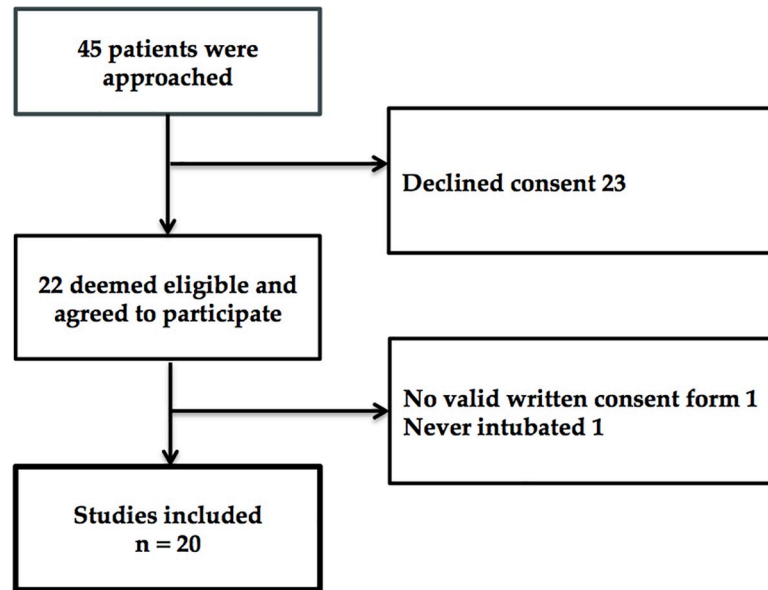 45 patients were
approached
Declined consent 23
22 deemed eligible and
agreed to participate
No valid written consent form 1
Never intubated 1
Studies included
n = 20